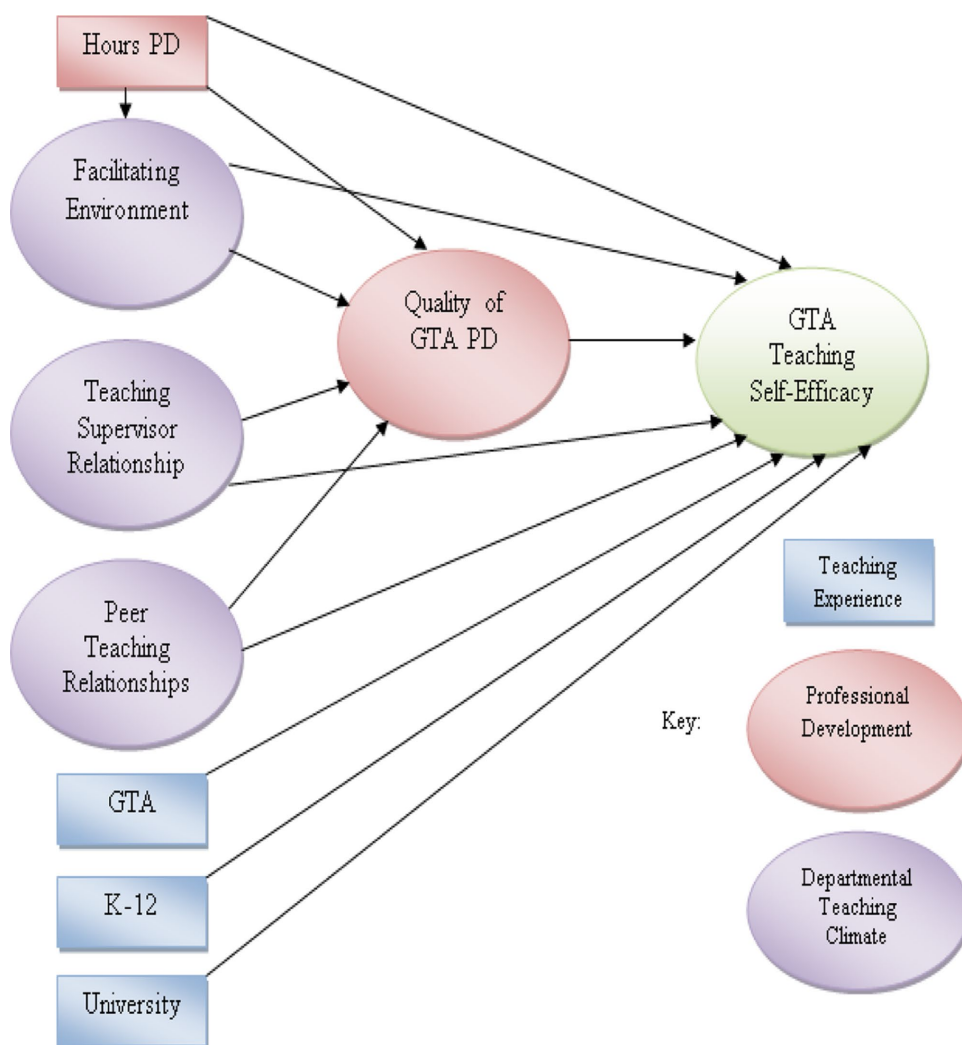 Hours PD
Facilitating
Environment
Quality of
GTA PD
GTA
Teaching
Self-Efficacy
Teaching
Supervisor
Relationship
Peer
Teaching
Relationships
GTA
K-12
University
Key:
Teaching
Experience
Professional
Development
Departmental
Teaching
Climate